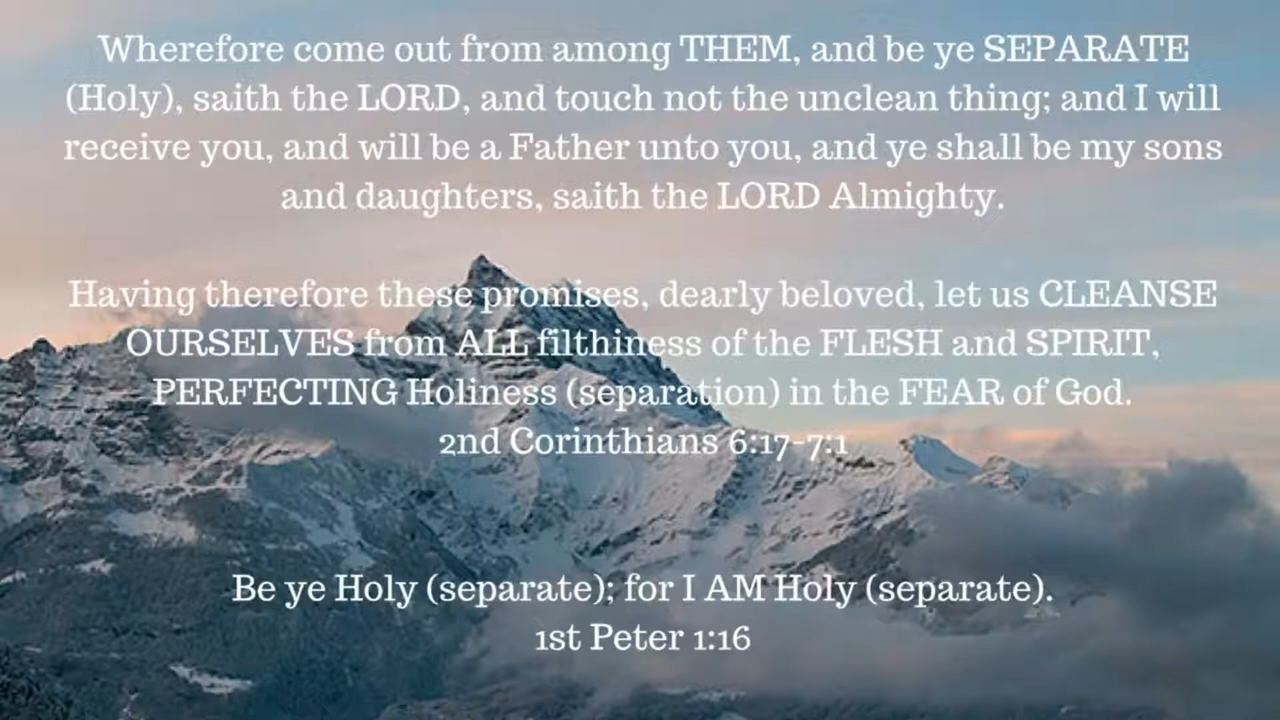 Wherefore come out from among THEM, and be ye SEPARATE
(Holy), saith the LORD, and touch not the unclean thing; and I will
receive you, and will be a Father unto you, and ye shall be my sons
and daughters, saith the LORD Almighty.
Having therefore these promises, dearly beloved, let us CLEANSE
OURSELVES from ALL filthiness of the FLESH and SPIRIT,
PERFECTING Holiness (separation) in the FEAR of God.
2nd Corinthians 6:17-7:1
Be ye Holy (separate); for I AM Holy (separate).
1st Peter 1:16